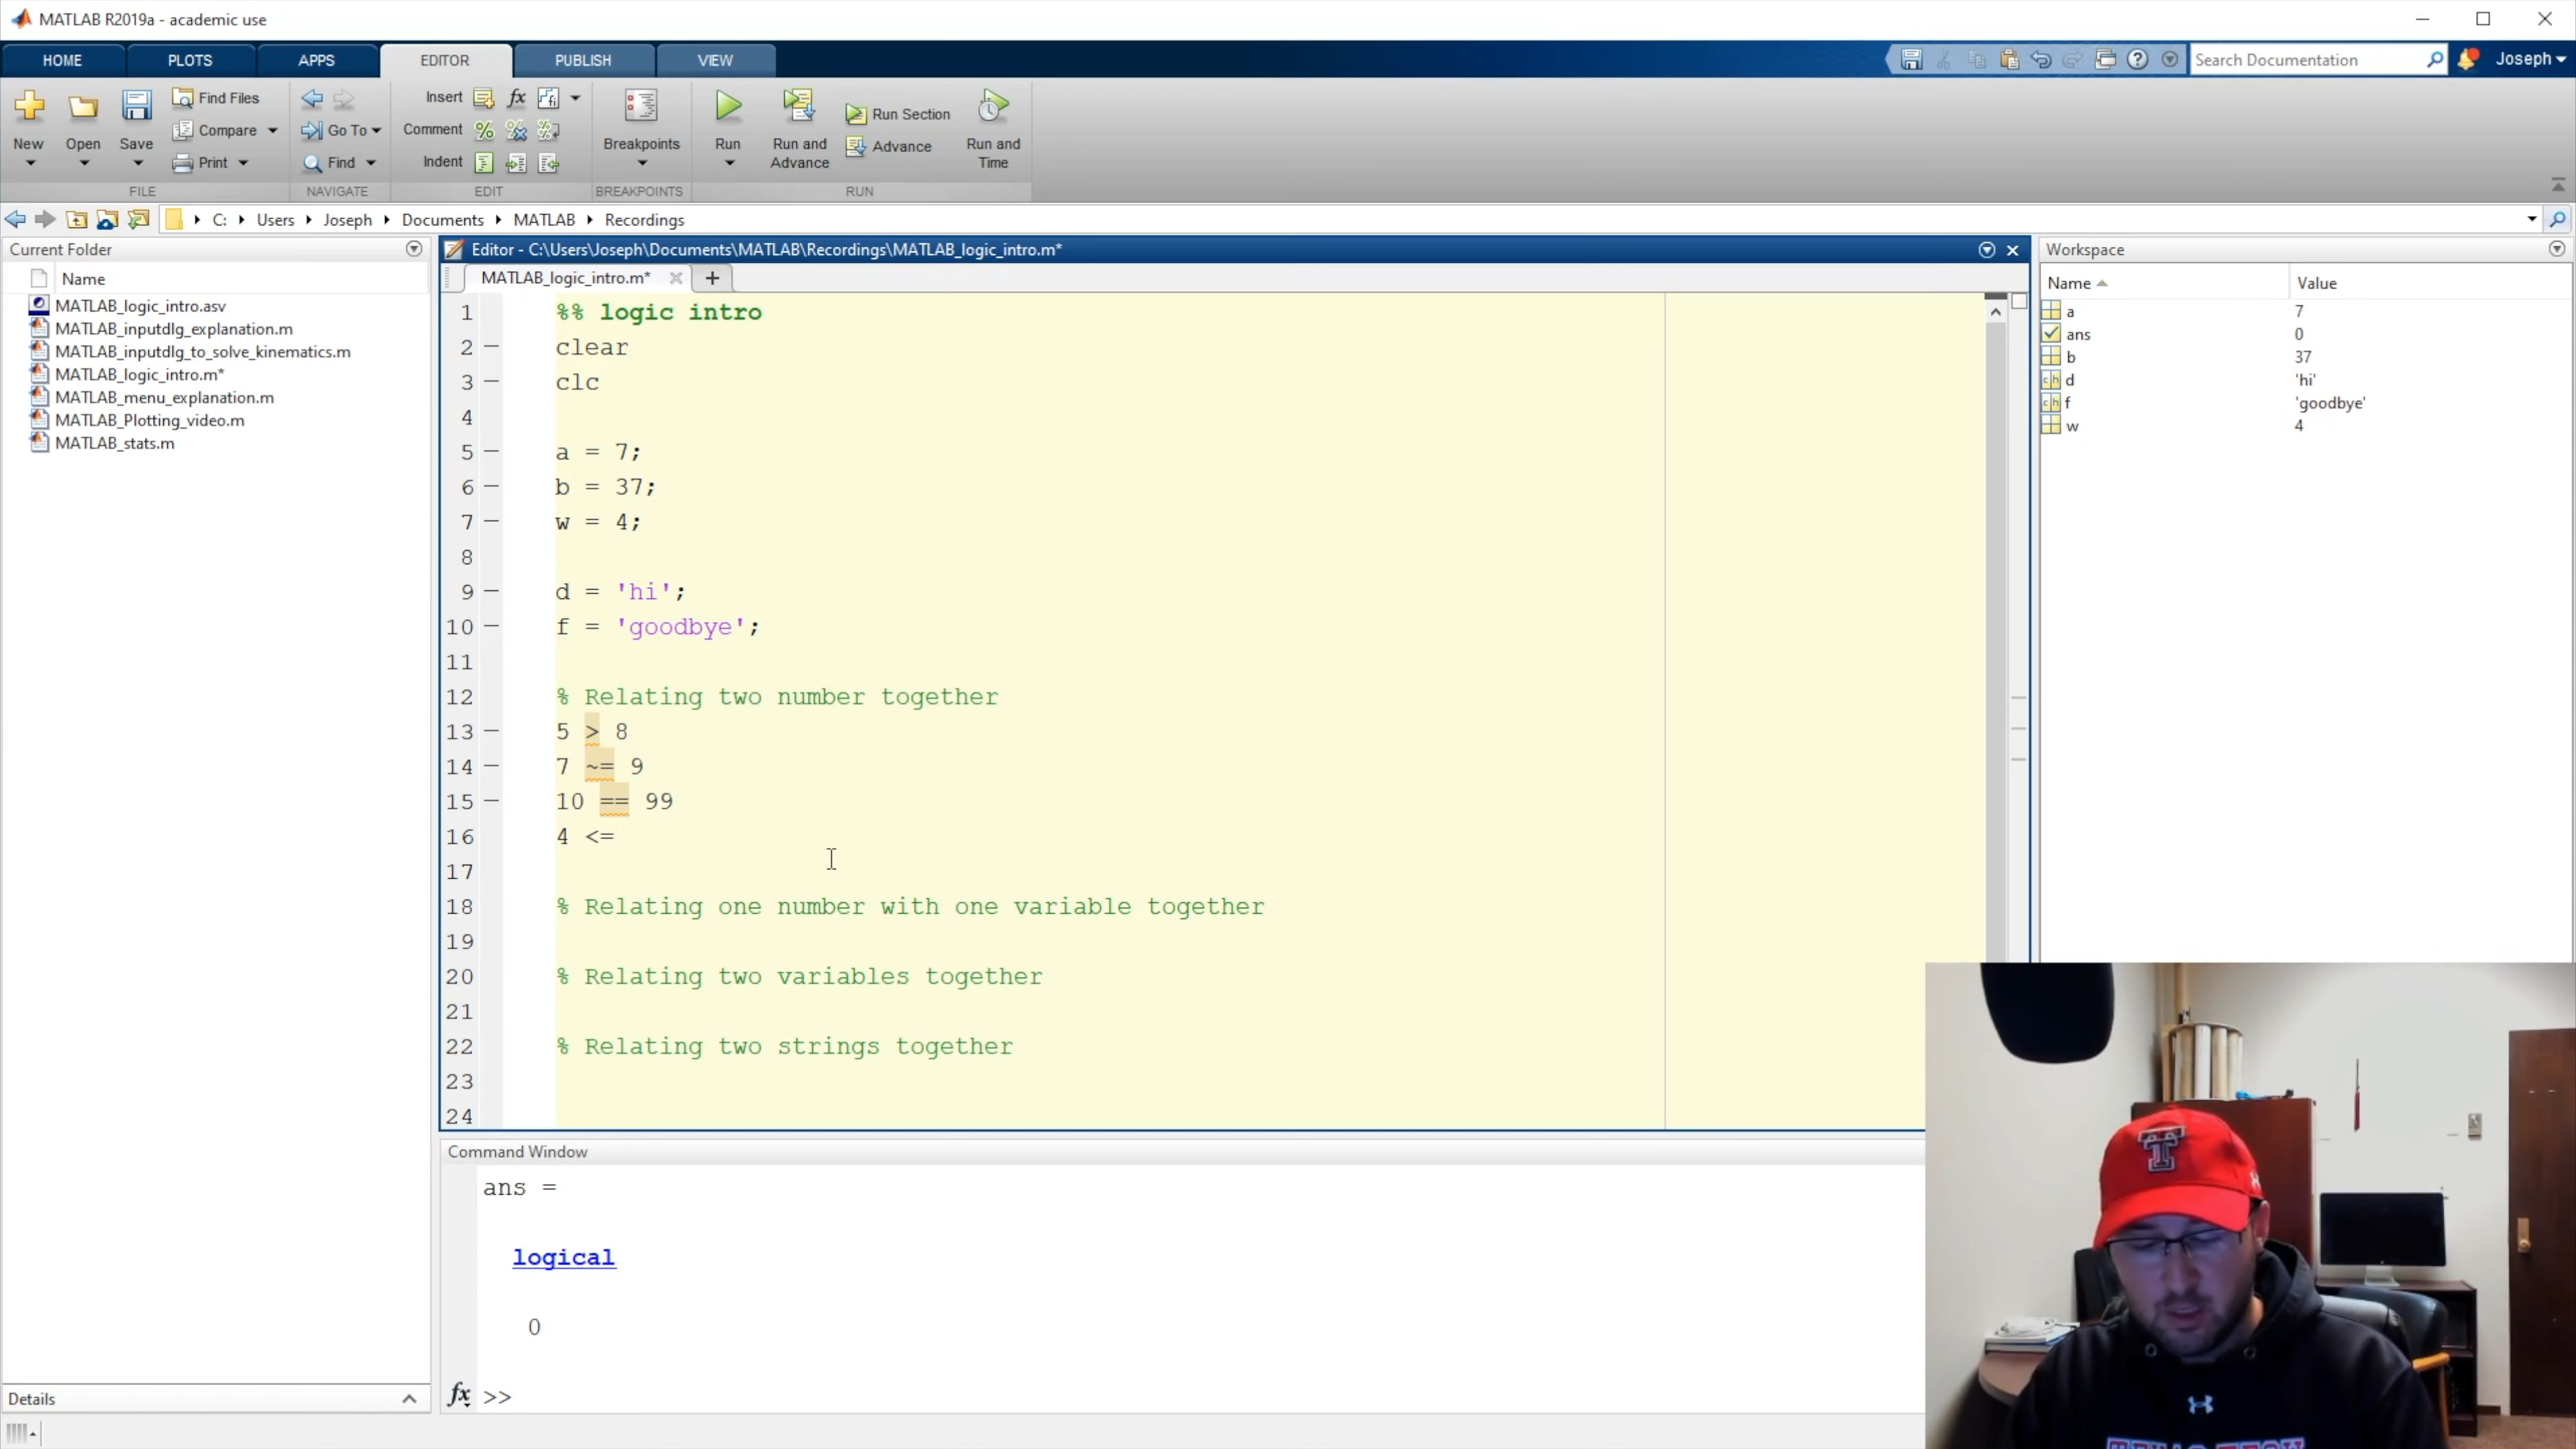 MATLAB R2019a - academic use
HOME PLOTS APPS EDITOR PUBLISH VIEW Search Documentation Joseph
New Open Save Find Files Compare Print FILE
Go To Find NAVIGATE
Insert fx Comment Indent EDIT
Breakpoints BREAKPOINTS
Run Run and Advance Run Section Advance Run and Time RUN
C: Users Joseph Documents MATLAB Recordings
Current Folder
Name
MATLAB_logic_intro.asv
MATLAB_inputdlg_explanation.m
MATLAB_inputdlg_to_solve_kinematics.m
MATLAB_logic_intro.m*
MATLAB_menu_explanation.m
MATLAB_Plotting_video.m
MATLAB_stats.m
Details
Editor - C:\Users\Joseph\Documents\MATLAB\Recordings\MATLAB_logic_intro.m*
MATLAB_logic_intro.m*
1 %% logic intro
2 clear
3 clc
4
5 a = 7;
6 b = 37;
7 w = 4;
8
9 d = 'hi';
10 f = 'goodbye';
11
12 % Relating two number together
13 5 > 8
14 7 ~= 9
15 10 == 99
16 4 <=
17
18 % Relating one number with one variable together
19
20 % Relating two variables together
21
22 % Relating two strings together
23
24
Command Window
ans =
logical
0
fx >>
Workspace
Name Value
a 7
ans 0
b 37
d 'hi'
f 'goodbye'
w 4